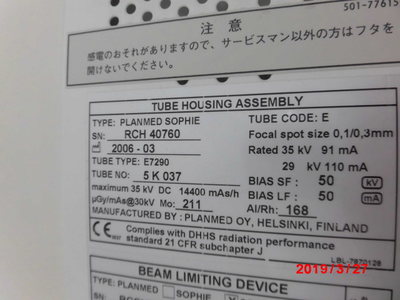 501-77615
注 意
感電のおそれがありますので、サービスマン以外の方はフタを
開けないでください。
TUBE HOUSING ASSEMBLY
TYPE: PLANMED SOPHIE TUBE CODE: E
SN: RCH 40760 Focal spot size 0,1/0,3mm
2006 - 03 Rated 35 kV 91 mA
TUBE TYPE: E7290 29 kV 110 mA
TUBE NO: 5 K 037 BIAS SF: 50 kV
maximum 35 kV DC 14400 mAs/h BIAS LF: 50 mA
µGy/mAs@30kV Mo: 211 Al/Rh: 168
MANUFACTURED BY : PLANMED OY, HELSINKI, FINLAND
CE Complies with DHHS radiation performance
standard 21 CFR subchapter J
LBL-7870128
2019/3/27
BEAM LIMITING DEVICE
TYPE: PLANMED SOPHIE